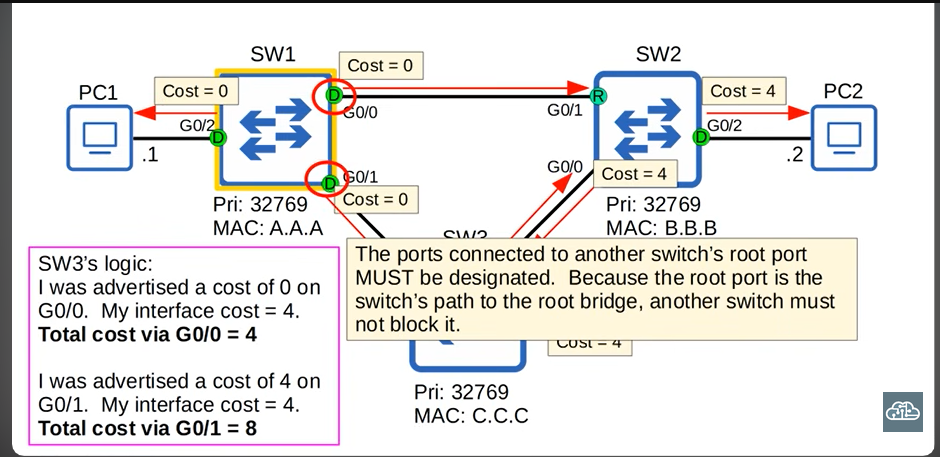 SW1
Cost = 0
SW2
PC1
Cost = 0
D
G0/0
G0/1
R
Cost = 4
PC2
G0/2
D
.1
D
G0/1
Cost = 0
G0/0
Cost = 4
D
G0/2
.2
Pri: 32769
MAC: A.A.A
Pri: 32769
MAC: B.B.B
SW3
SW3's logic:
I was advertised a cost of 0 on
G0/0. My interface cost = 4.
Total cost via G0/0 = 4
I was advertised a cost of 4 on
G0/1. My interface cost = 4.
Total cost via G0/1 = 8
The ports connected to another switch's root port
MUST be designated. Because the root port is the
switch's path to the root bridge, another switch must
not block it.
Cost = 4
Pri: 32769
MAC: C.C.C